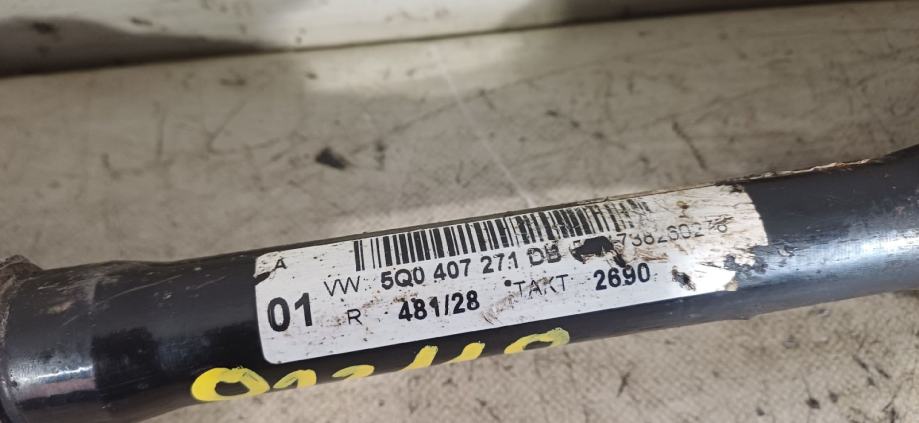 A
01 VW 5Q0 407 271 DB
R 481/28 TAKT 2690